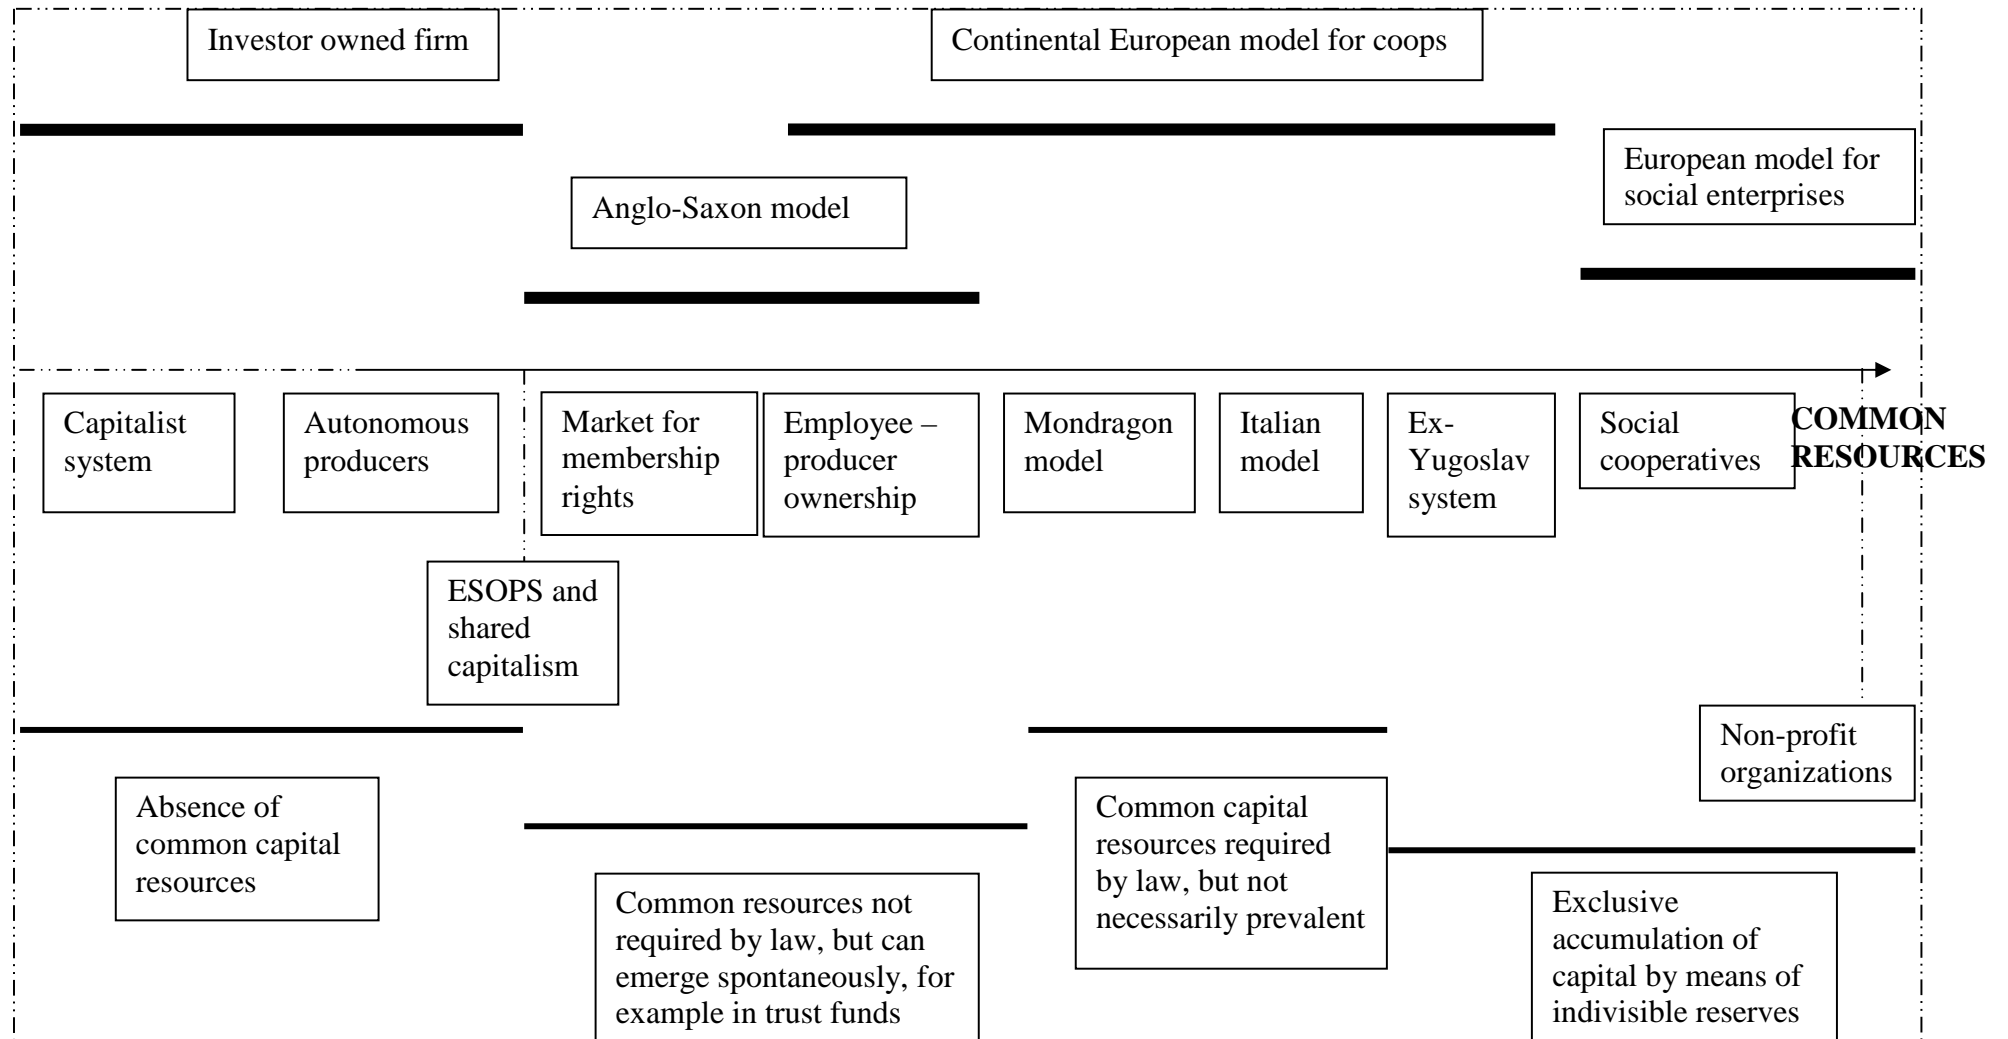 Investor owned firm
Continental European model for coops
European model for
social enterprises
Anglo-Saxon model
Capitalist
system
Autonomous
producers
Market for
membership
rights
Employee –
producer
ownership
Mondragon
model
Italian
model
Ex-
Yugoslav
system
Social
cooperatives
COMMON
RESOURCES
ESOPS and
shared
capitalism
Non-profit
organizations
Absence of
common capital
resources
Common resources not
required by law, but can
emerge spontaneously, for
example in trust funds
Common capital
resources required
by law, but not
necessarily prevalent
Exclusive
accumulation of
capital by means of
indivisible reserves